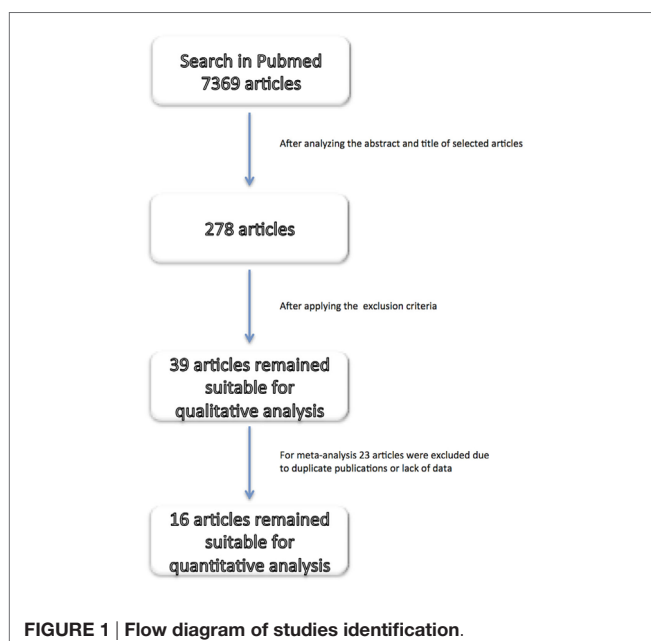 Search in Pubmed
7369 articles
After analyzing the abstract and title of selected articles
278 articles
After applying the exclusion criteria
39 articles remained
suitable for
qualitative analysis
For meta-analysis 23 articles were excluded due
to duplicate publications or lack of data
16 articles remained
suitable for
quantitative analysis
FIGURE 1 | Flow diagram of studies identification.